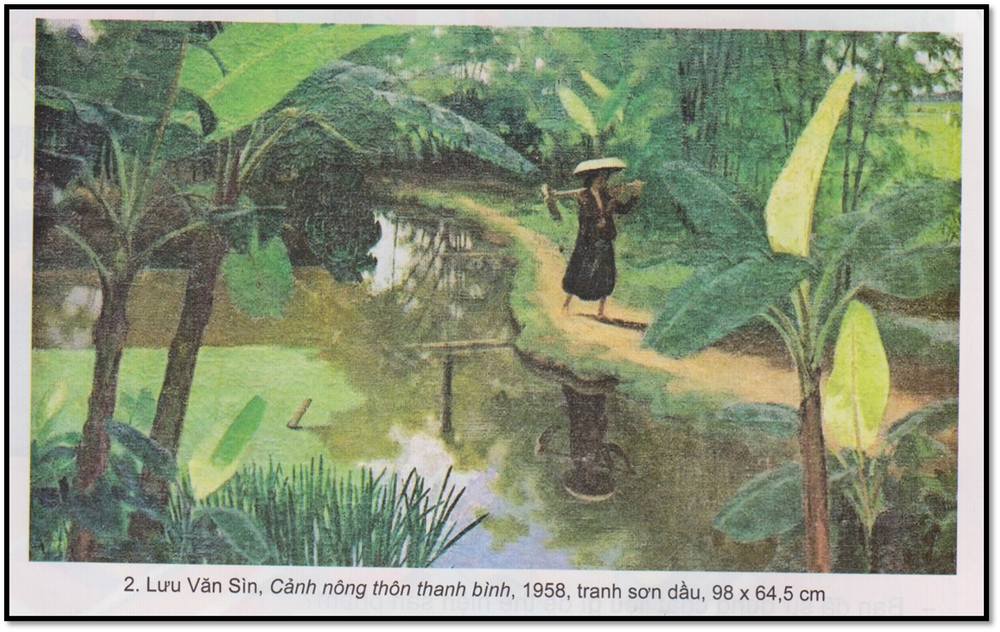 2. Lưu Văn Sìn, Cảnh nông thôn thanh bình, 1958, tranh sơn dầu, 98 x 64,5 cm